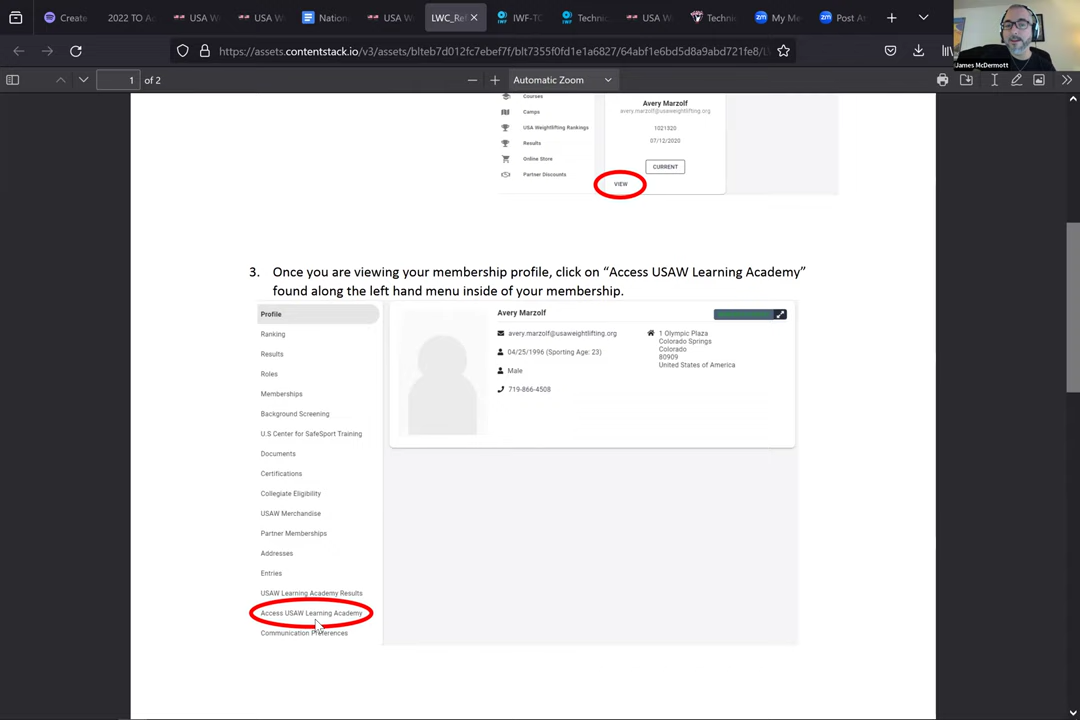 Create
2022 TO Ac
USA W
USA W
Nation
USA W
LWC_Rel
IWF-TC
Technic
USA W
Techni
My Me
Post Ar
https://assets.contentstack.io/v3/assets/blteb7d012fc7ebef7f/blt7355f0fd1e1a6827/64abf1e6bd5d8a9abd721fe8/L
James McDermott
1 of 2
Automatic Zoom
Courses
Camps
USA Weightlifting Rankings
Results
Online Store
Partner Discounts
Avery Marzolf
avery.marzolf@usaweightlifting.org
1021320
07/12/2020
CURRENT
VIEW
3. Once you are viewing your membership profile, click on “Access USAW Learning Academy”
found along the left hand menu inside of your membership.
Profile
Ranking
Results
Roles
Memberships
Background Screening
U.S Center for SafeSport Training
Documents
Certifications
Collegiate Eligibility
USAW Merchandise
Partner Memberships
Addresses
Entries
USAW Learning Academy Results
Access USAW Learning Academy
Communication Preferences
Avery Marzolf
avery.marzolf@usaweightlifting.org
04/25/1996 (Sporting Age: 23)
Male
719-866-4508
1 Olympic Plaza
Colorado Springs
Colorado
80909
United States of America